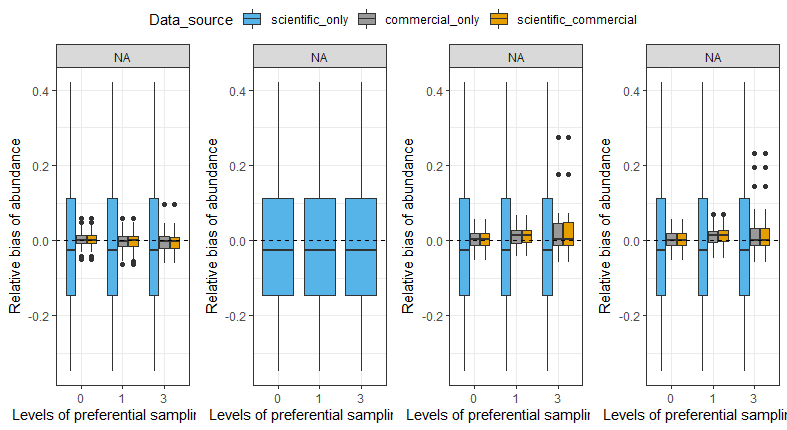 Data_source scientific_only commercial_only scientific_commercial
NA NA NA NA
Relative bias of abundance Relative bias of abundance Relative bias of abundance Relative bias of abundance
0.4 0.4 0.4 0.4
0.2 0.2 0.2 0.2
0.0 0.0 0.0 0.0
-0.2 -0.2 -0.2 -0.2
0 1 3 0 1 3 0 1 3 0 1 3
Levels of preferential samplin Levels of preferential samplin Levels of preferential samplin Levels of preferential samplin